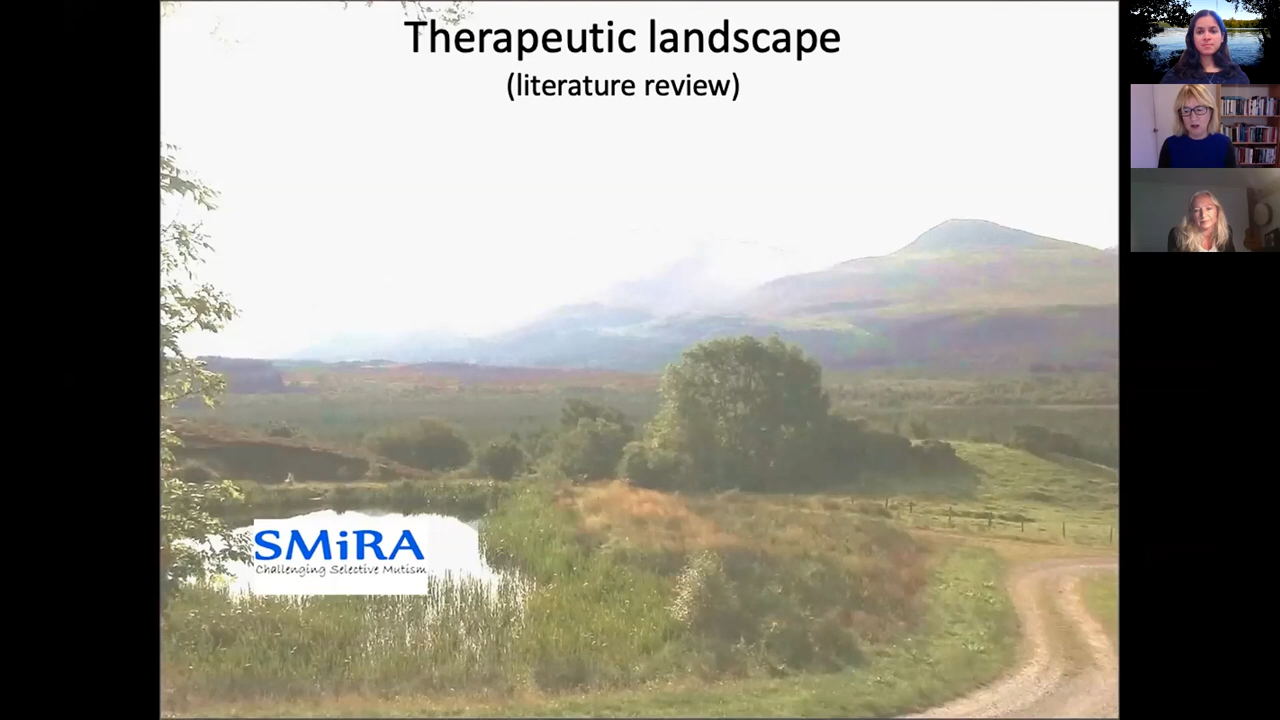 Therapeutic landscape
(literature review)
SMiRA
Challenging Selective Mutism